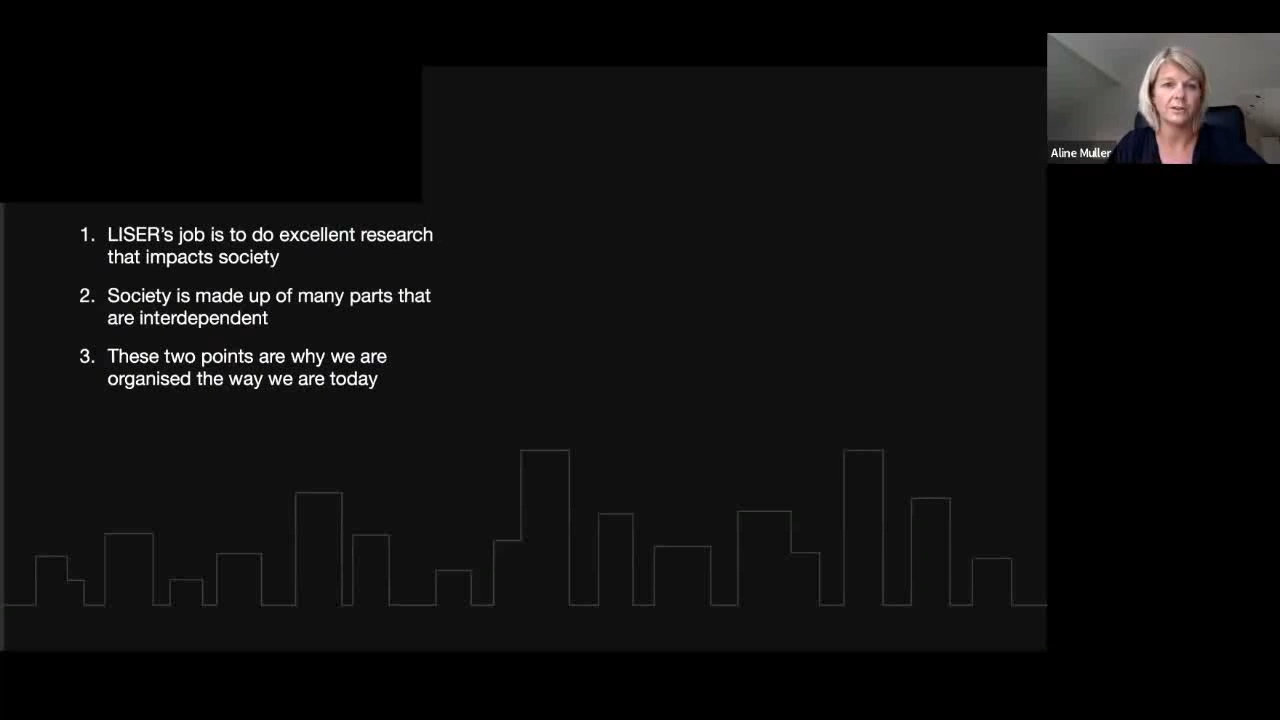 1. LISER's job is to do excellent research
that impacts society
2. Society is made up of many parts that
are interdependent
3. These two points are why we are
organised the way we are today
Aline Muller